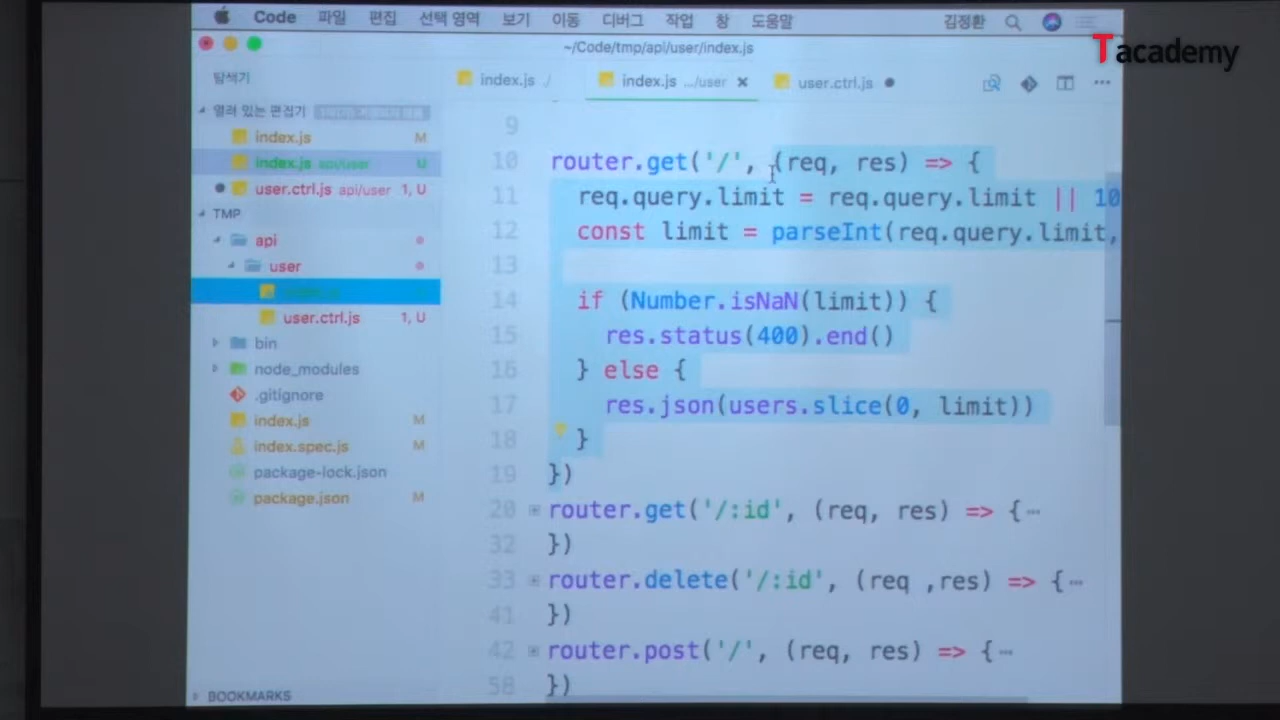 Code 파일 편집 선택 영역 보기 이동 디버그 작업 창 도움말 김정환
~/Code/tmp/api/user/index.js
Tacademy
탐색기
index.js ./
index.js .../user
user.ctrl.js
열려 있는 편집기
index.js M
index.js api/user U
user.ctrl.js api/user 1, U
TMP
api
user
index.js
user.ctrl.js 1, U
bin
node_modules
.gitignore
index.js M
index.spec.js M
package-lock.json
package.json M
BOOKMARKS
9
10 router.get('/', (req, res) => {
11 req.query.limit = req.query.limit || 10
12 const limit = parseInt(req.query.limit,
13
14 if (Number.isNaN(limit)) {
15 res.status(400).end()
16 } else {
17 res.json(users.slice(0, limit))
18 }
19 })
20 router.get('/:id', (req, res) => {⋯
32 })
33 router.delete('/:id', (req ,res) => {⋯
41 })
42 router.post('/', (req, res) => {⋯
58 })